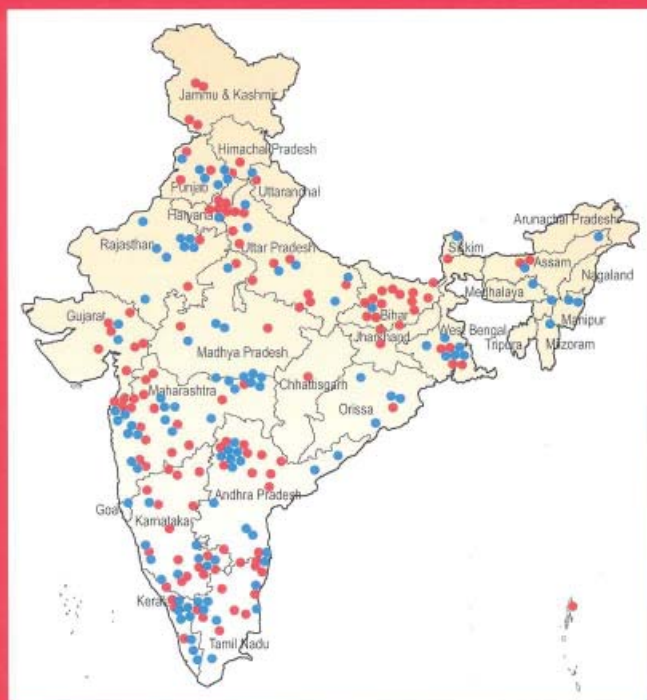 Jammu & Kashmir
Himachal Pradesh
Punjab
Uttaranchal
Haryana
Arunachal Pradesh
Rajasthan
Uttar Pradesh
Sikkim
Assam
Nagaland
Meghalaya
Gujarat
Bihar
Manipur
Jharkhand
West Bengal
Tripura
Mizoram
Madhya Pradesh
Maharashtra
Chhattisgarh
Orissa
Andhra Pradesh
Goa
Karnataka
Kerala
Tamil Nadu